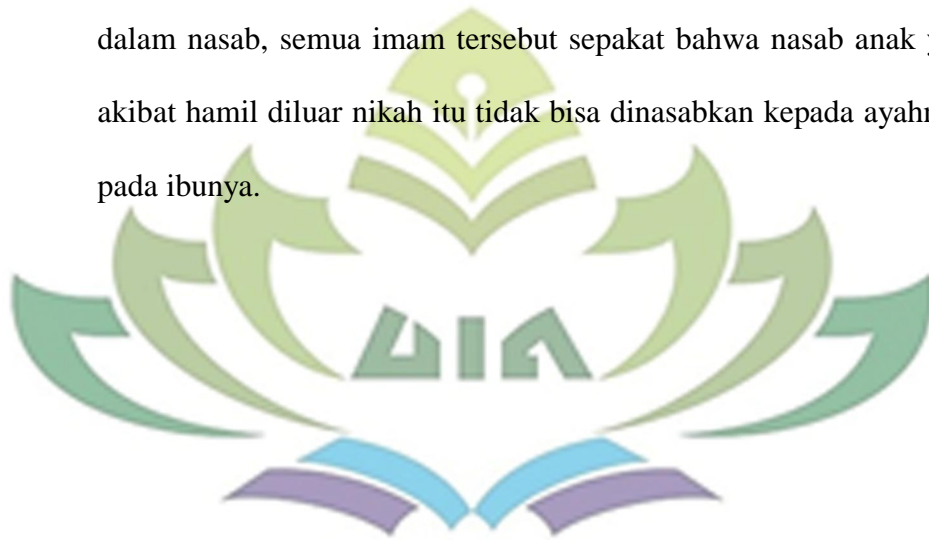 dalam nasab, semua imam tersebut sepakat bahwa nasab anak
akibat hamil diluar nikah itu tidak bisa dinasabkan kepada
pada ibunya.
UIN